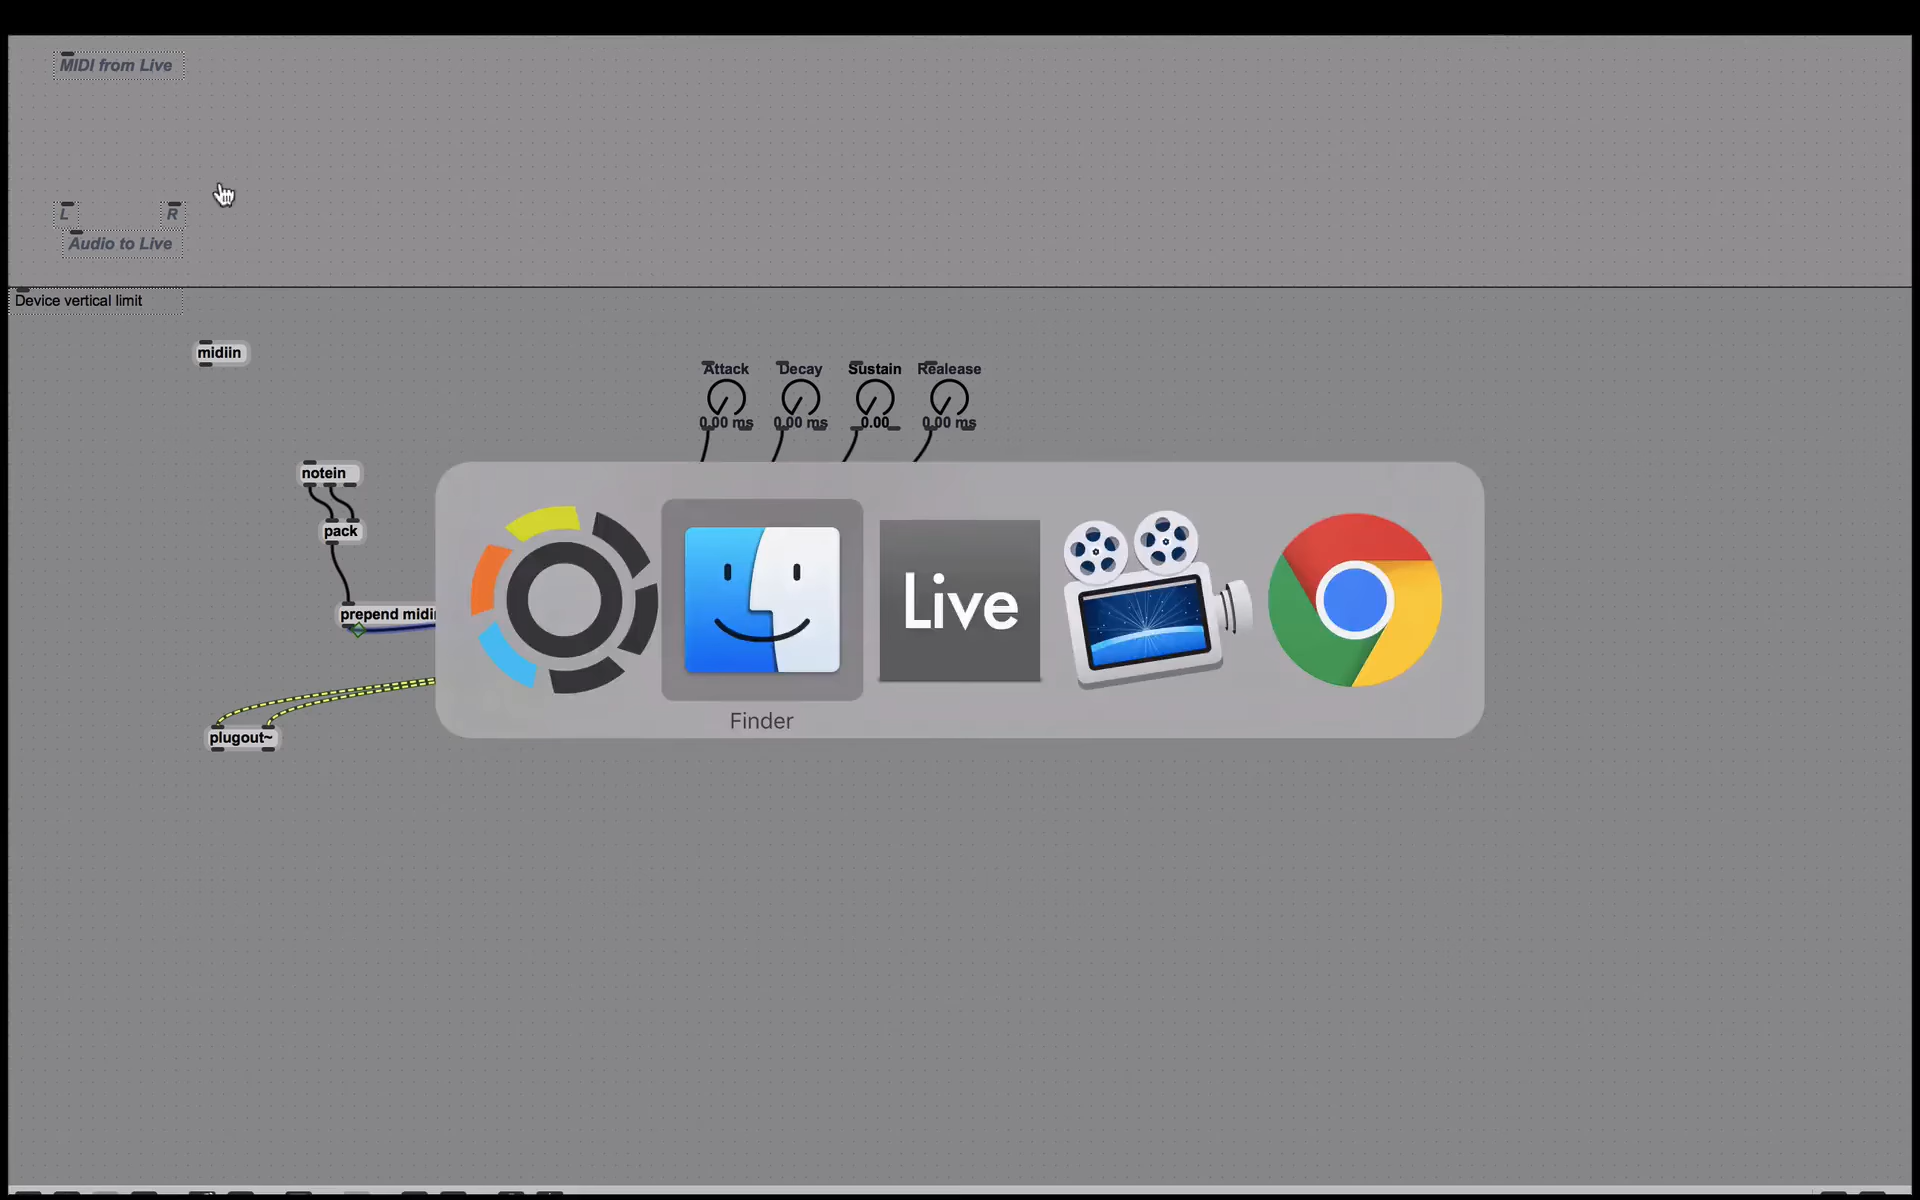 MIDI from Live
L R
Audio to Live
Device vertical limit
midiin
Attack Decay Sustain Realease
0.00 ms 0.00 ms 0.00 0.00 ms
notein
pack
prepend
Live
Finder
plugout~